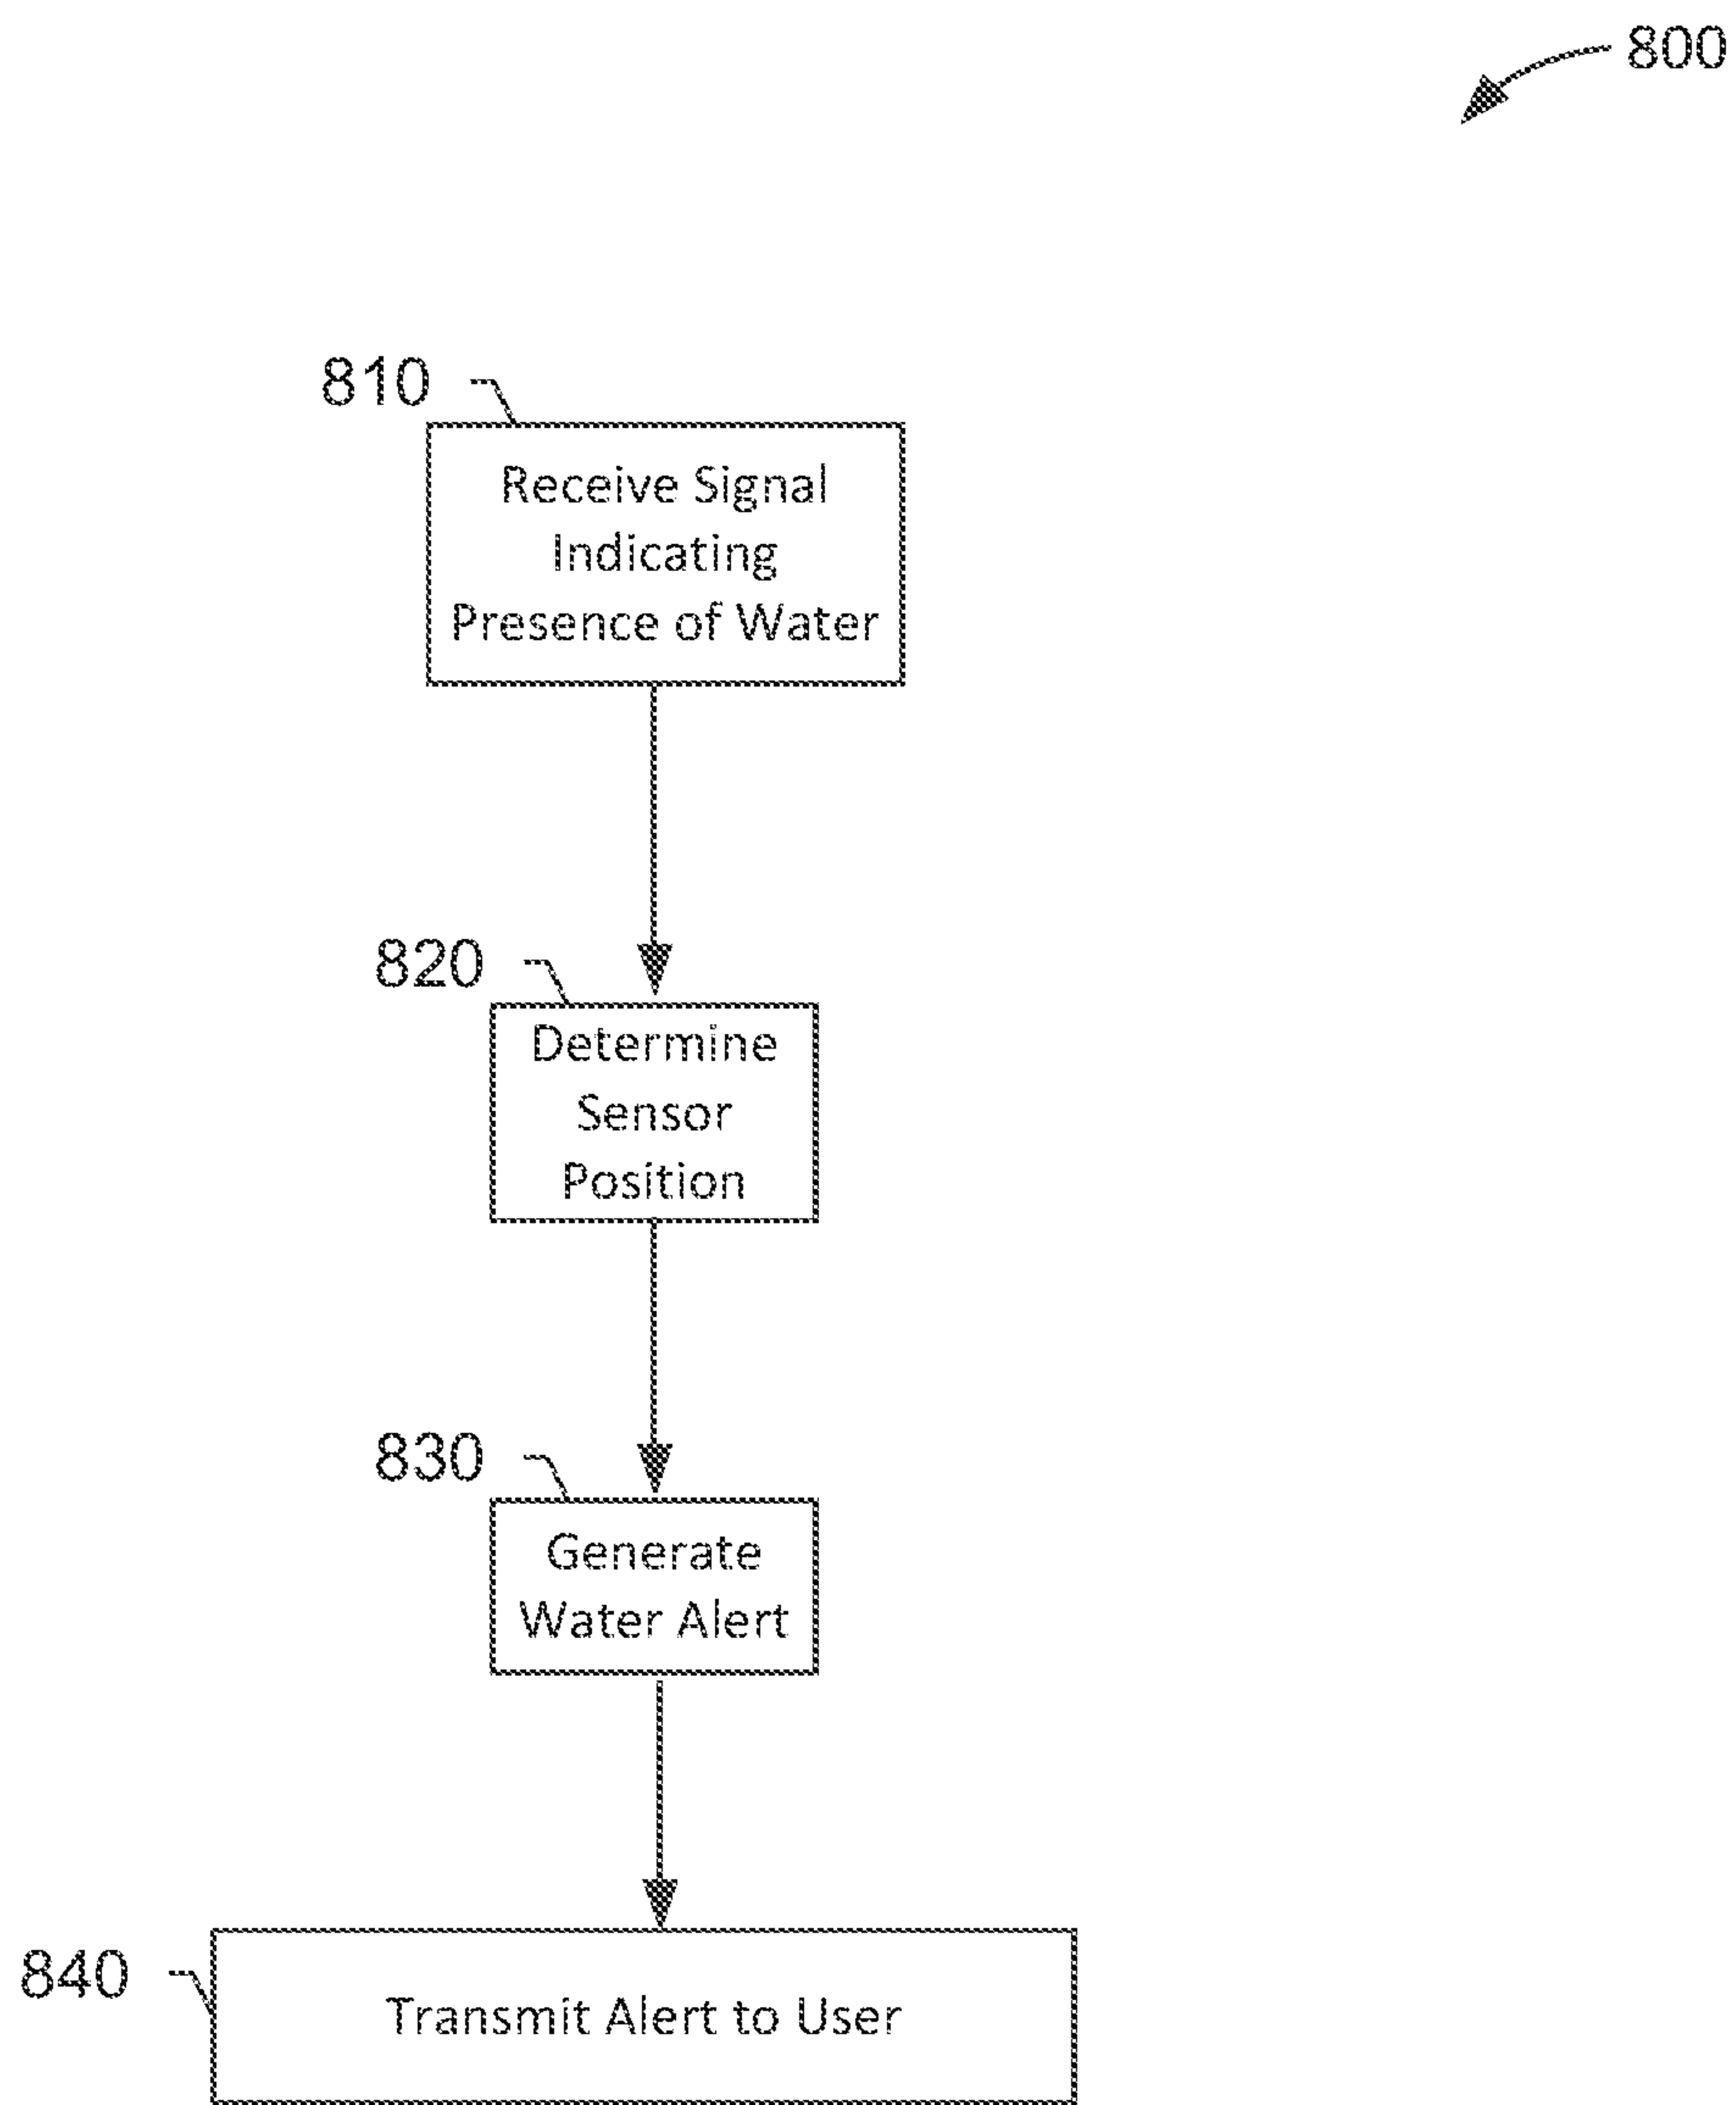 800
810
Receive Signal
Indicating
Presence of Water
820
Determine
Sensor
Position
830
Generate
Water Alert
840
Transmit Alert to User